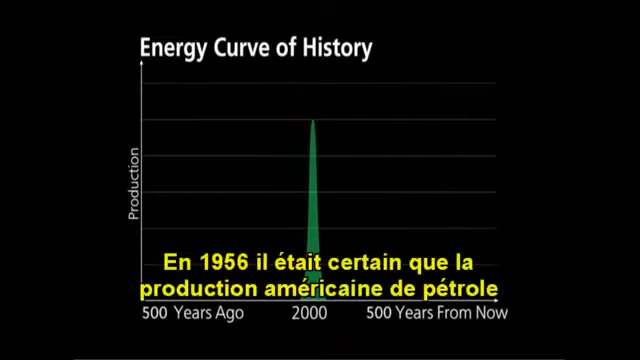 Energy Curve of History
Production
En 1956 il était certain que la
production américaine de pétrole
500 Years Ago 2000 500 Years From Now